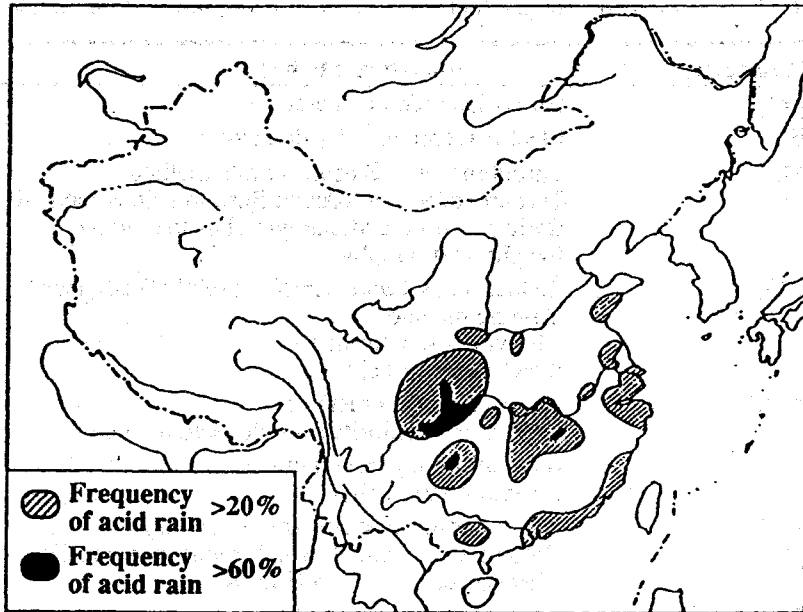 Frequency
of acid rain >20%
Frequency
of acid rain >60%